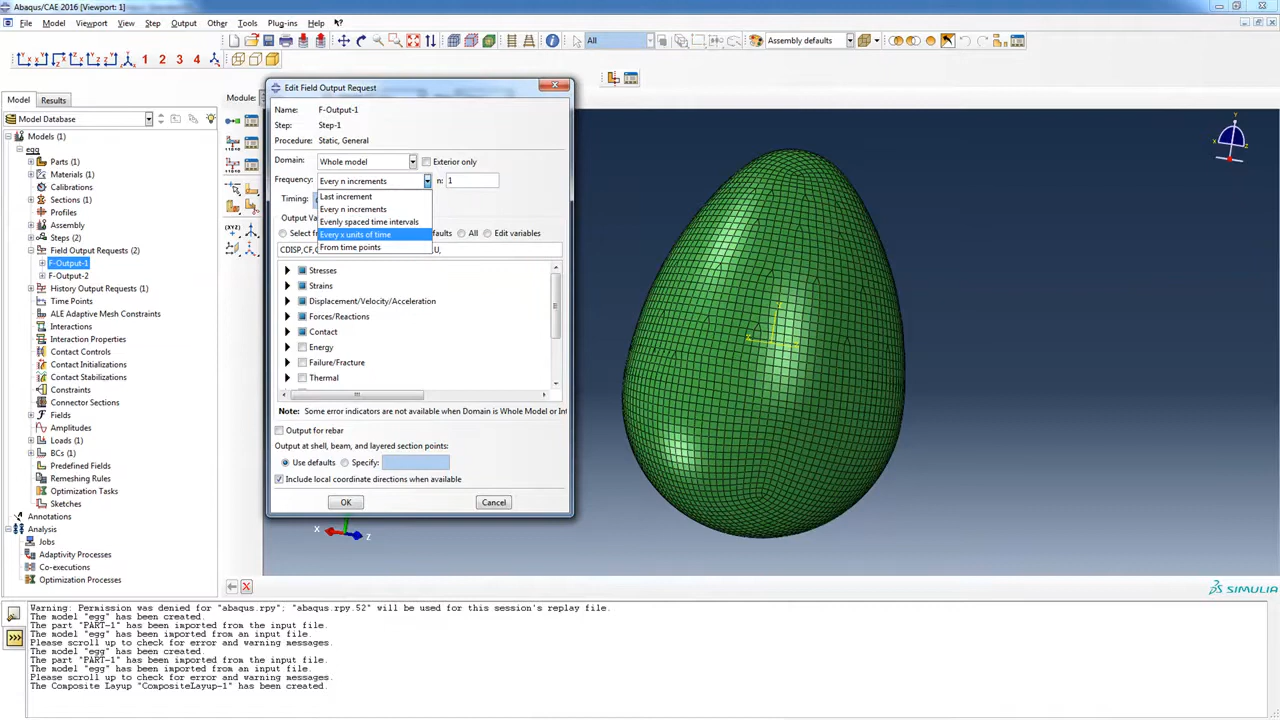 Abaqus/CAE 2016 [Viewport: 1]
File Model Viewport View Step Output Other Tools Plug-ins Help
All Assembly defaults
1 2 3 4
Model Results
Module:
Model Database
Models (1)
egg
Parts (1)
Materials (1)
Calibrations
Sections (1)
Profiles
Assembly
Steps (2)
Field Output Requests (2)
F-Output-1
F-Output-2
History Output Requests (1)
Time Points
ALE Adaptive Mesh Constraints
Interactions
Interaction Properties
Contact Controls
Contact Initializations
Contact Stabilizations
Constraints
Connector Sections
Fields
Amplitudes
Loads (1)
BCs (1)
Predefined Fields
Remeshing Rules
Optimization Tasks
Sketches
Annotations
Analysis
Jobs
Adaptivity Processes
Co-executions
Optimization Processes
Edit Field Output Request
Name: F-Output-1
Step: Step-1
Procedure: Static, General
Domain: Whole model Exterior only
Frequency: Every n increments n: 1
Last increment
Every n increments
Evenly spaced time intervals
Every x units of time
From time points
Timing:
Output Va
Select fr faults All Edit variables
CDISP,CF, U,
Stresses
Strains
Displacement/Velocity/Acceleration
Forces/Reactions
Contact
Energy
Failure/Fracture
Thermal
Note: Some error indicators are not available when Domain is Whole Model or Int
Output for rebar
Output at shell, beam, and layered section points:
Use defaults Specify:
Include local coordinate directions when available
OK Cancel
X Z
Y
X Z
SIMULIA
Warning: Permission was denied for "abaqus.rpy"; "abaqus.rpy.52" will be used for this session's replay file.
The model "egg" has been created.
The part "PART-1" has been imported from the input file.
The model "egg" has been imported from an input file.
Please scroll up to check for error and warning messages.
The model "egg" has been created.
The part "PART-1" has been imported from the input file.
The model "egg" has been imported from an input file.
Please scroll up to check for error and warning messages.
The Composite Layup "CompositeLayup-1" has been created.